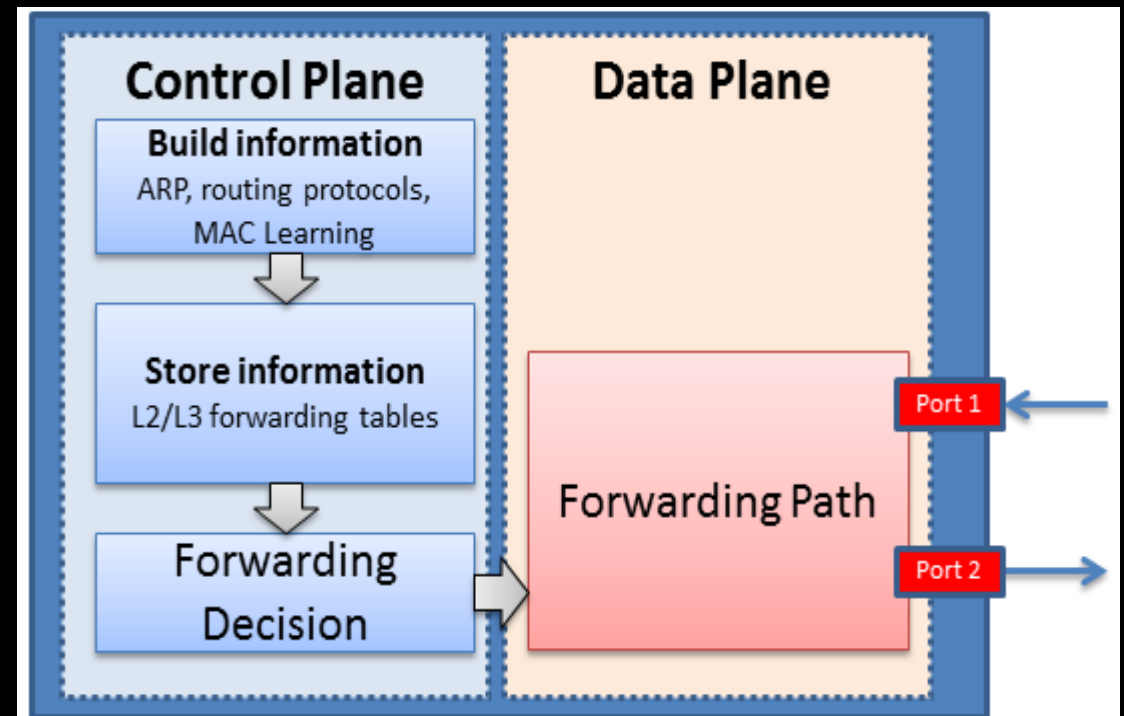 Control Plane
Build information
ARP, routing protocols,
MAC Learning
Store information
L2/L3 forwarding tables
Forwarding
Decision
Data Plane
Forwarding Path
Port 1
Port 2